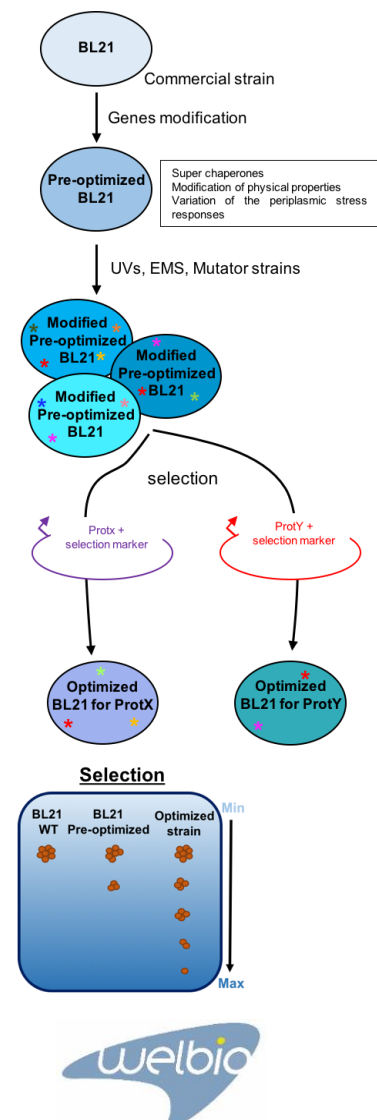 BL21
Commercial strain
Genes modification
Pre-optimized
BL21
Super chaperones
Modification of physical properties
Variation of the periplasmic stress
responses
UVs, EMS, Mutator strains
Modified
Pre-optimized
BL21
Modified
Pre-optimized
BL21
Modified
Pre-optimized
BL21
selection
Protx +
selection marker
ProtY +
selection marker
Optimized
BL21 for ProtX
Optimized
BL21 for ProtY
Selection
BL21
WT
BL21
Pre-optimized
Optimized
strain
Min
Max
welbio